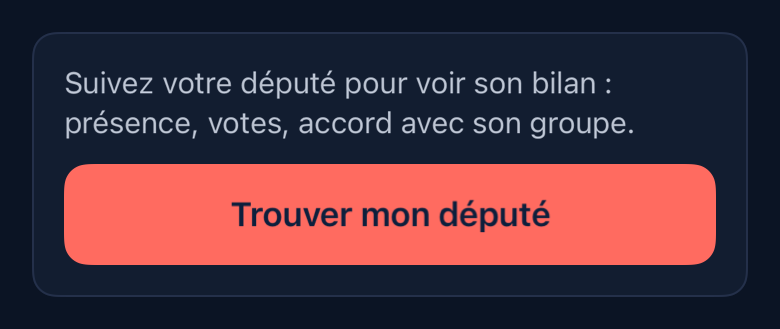 Suivez votre député pour voir son bilan :
présence, votes, accord avec son groupe.
Trouver mon député